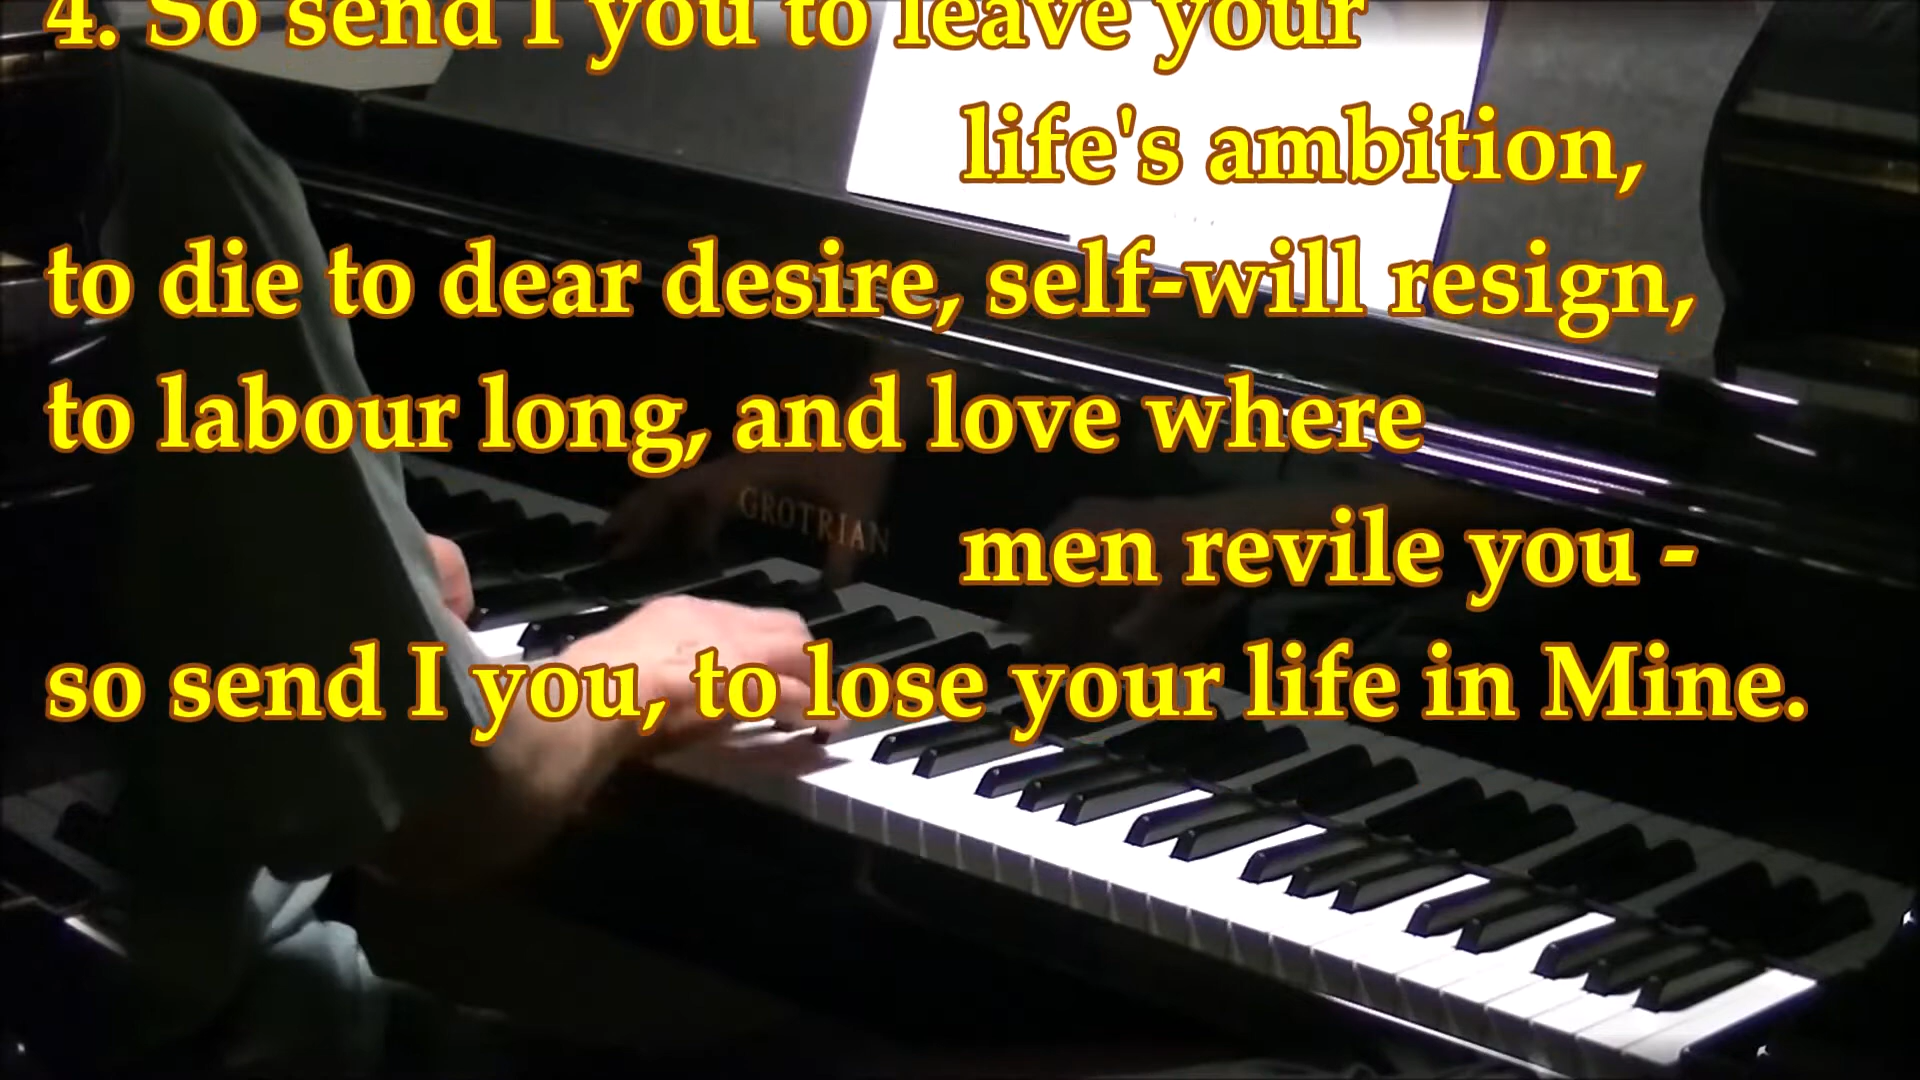 4. So send I you to leave your
life's ambition,
to die to dear desire, self-will resign,
to labour long, and love where
GROTRIAN
men revile you -
so send I you, to lose your life in Mine.